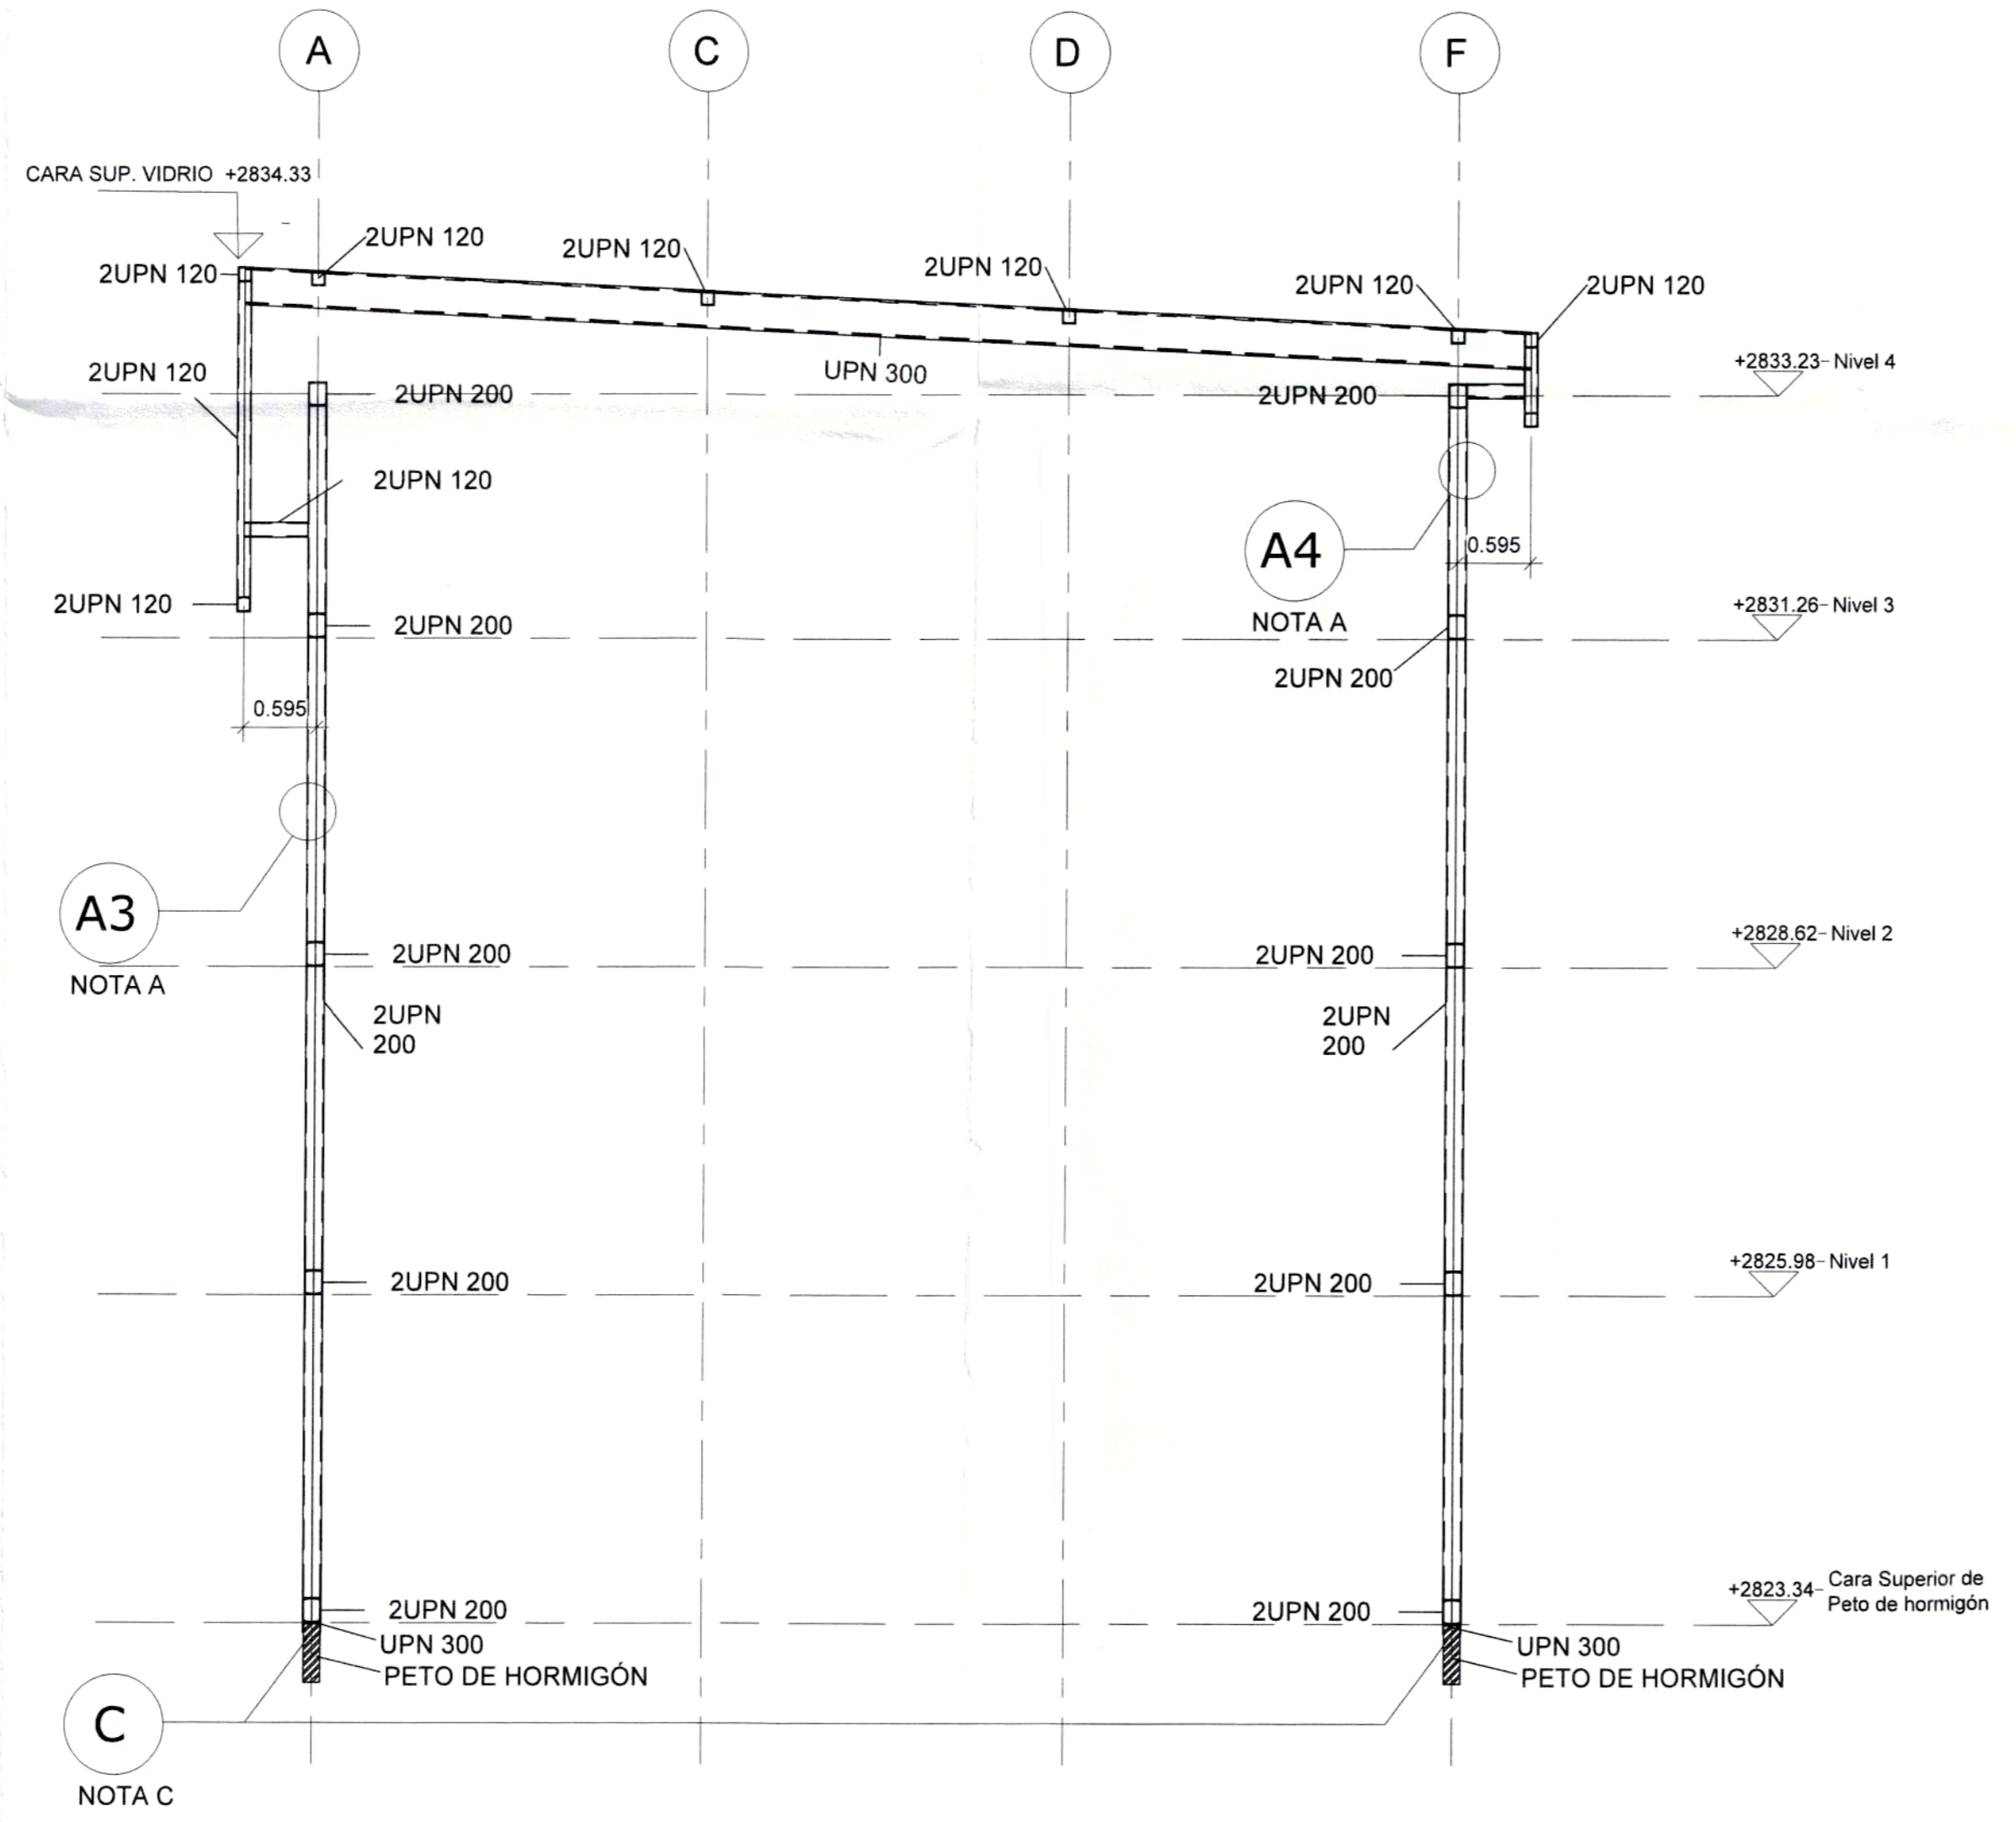 A
C
D
F
CARA SUP. VIDRIO +2834.33
2UPN 120
2UPN 120
2UPN 120
2UPN 120
2UPN 120
2UPN 120
+2833.23- Nivel 4
2UPN 120
UPN 300
2UPN 200
2UPN 200
2UPN 120
A4
0.595
2UPN 120
+2831.26- Nivel 3
2UPN 200
NOTA A
2UPN 200
0.595
A3
NOTA A
+2828.62- Nivel 2
2UPN 200
2UPN 200
2UPN
200
2UPN
200
+2825.98- Nivel 1
2UPN 200
2UPN 200
+2823.34- Cara Superior de
Peto de hormigón
2UPN 200
2UPN 200
UPN 300
UPN 300
PETO DE HORMIGÓN
PETO DE HORMIGÓN
C
NOTA C